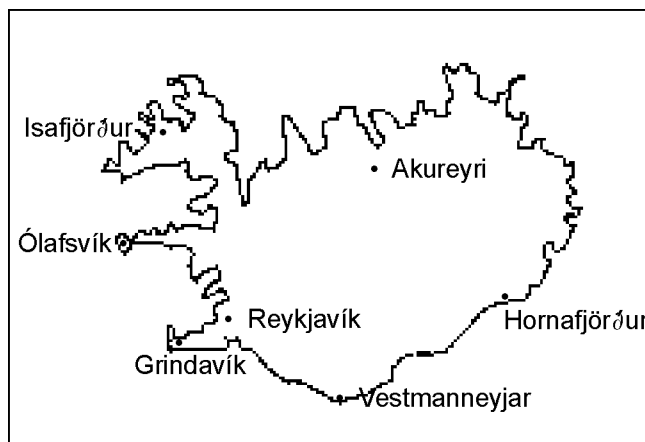 Isafjörður
Akureyri
Ólafsvík
Reykjavík
Hornafjörður
Grindavík
Vestmanneyjar